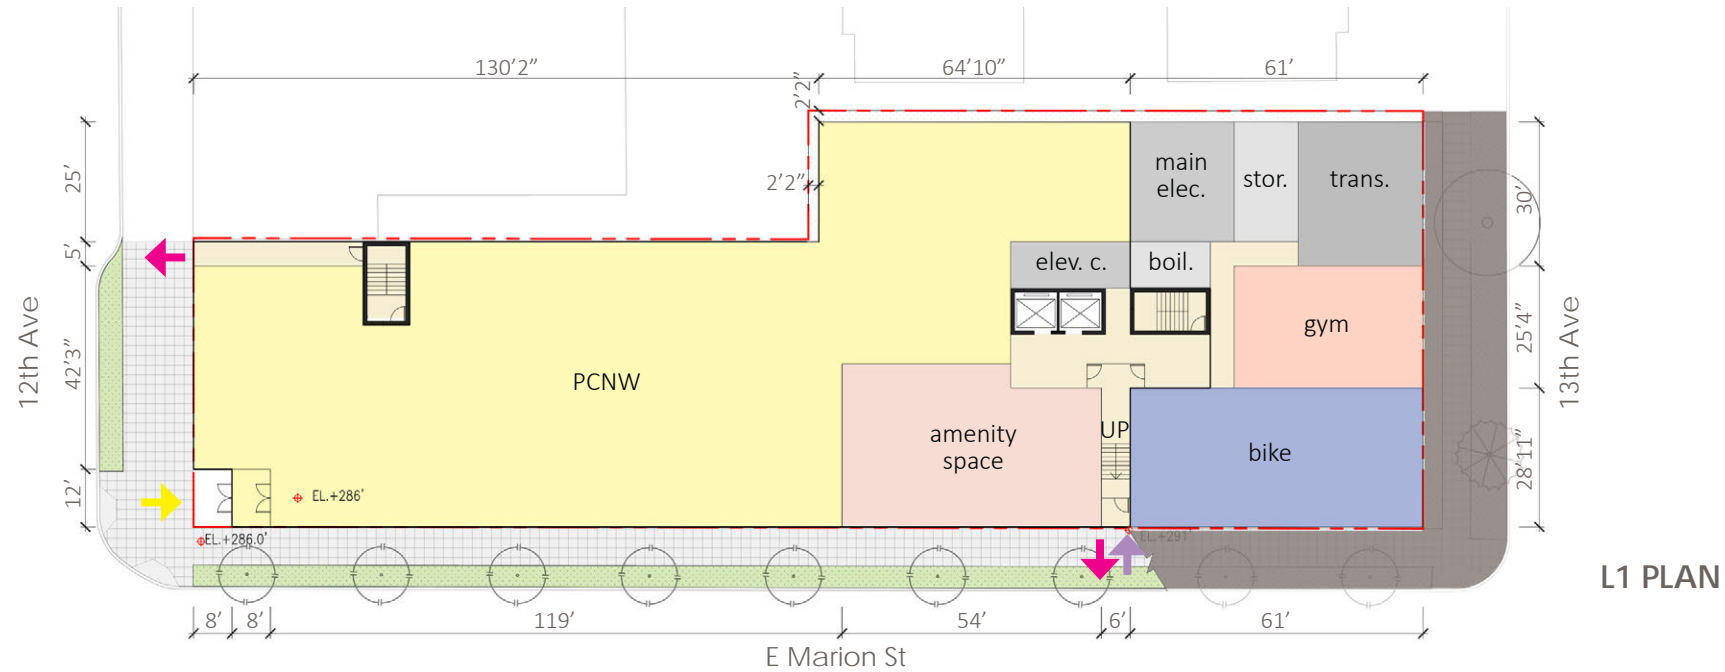 130’2”
64’10”
61’
2’2”
2’2”
25’
5’
42’3”
12’
12th Ave
main
elec.
stor.
trans.
elev. c.
boil.
gym
PCNW
amenity
space
UP
bike
30’
25’4”
28’11”
13th Ave
EL.+286'
EL.+286.0'
EL.+291'
8’
8’
119’
54’
6’
61’
E Marion St
L1 PLAN